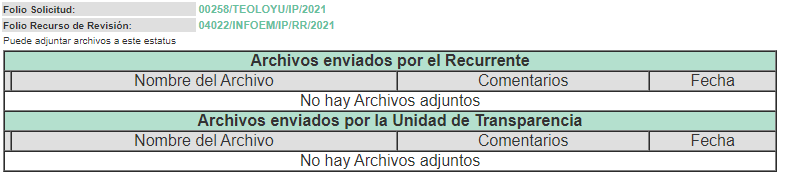 Folio Solicitud: 00258/TEOLOYU/IP/2021
Folio Recurso de Revisión: 04022/INFOEM/IP/RR/2021
Puede adjuntar archivos a este estatus
Archivos enviados por el Recurrente
Nombre del Archivo Comentarios Fecha
No hay Archivos adjuntos
Archivos enviados por la Unidad de Transparencia
Nombre del Archivo Comentarios Fecha
No hay Archivos adjuntos